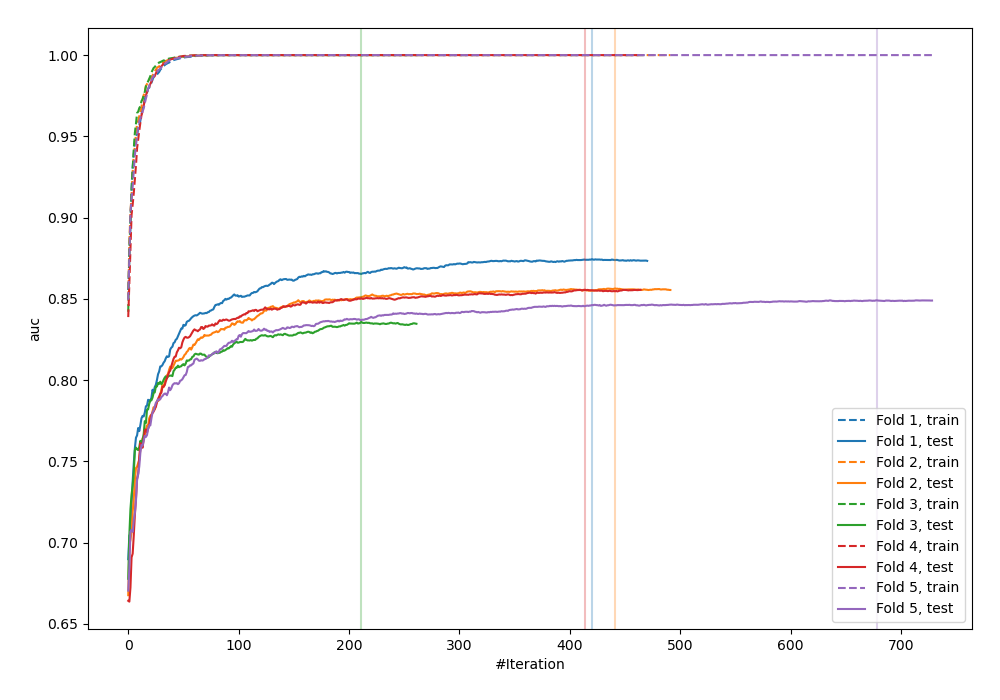 1.00
0.95
0.90
0.85
0.80
0.75
0.70
0.65
auc
0
100
200
300
400
500
600
700
#Iteration
Fold 1, train
Fold 1, test
Fold 2, train
Fold 2, test
Fold 3, train
Fold 3, test
Fold 4, train
Fold 4, test
Fold 5, train
Fold 5, test